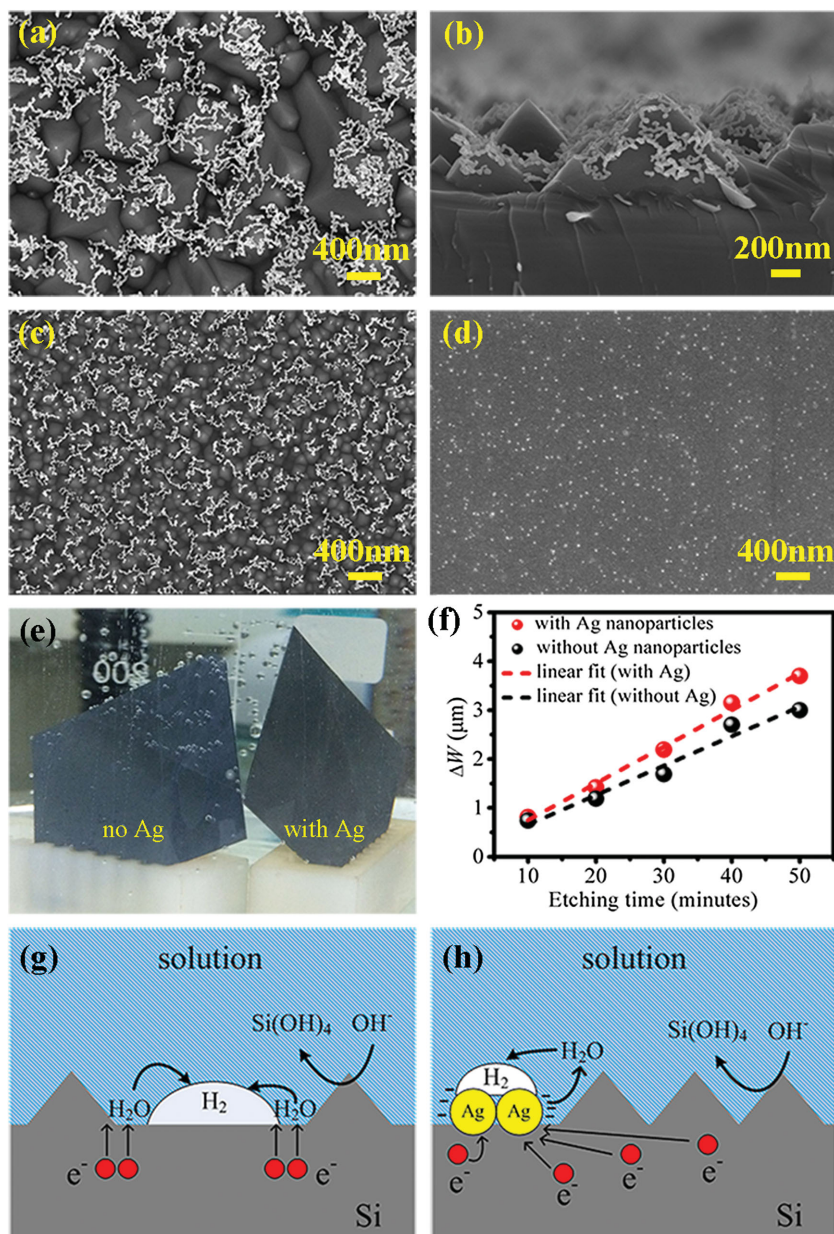 (a)
400nm
(b)
200nm
(c)
400nm
(d)
400nm
(e)
200
no Ag
with Ag
(f)
5
4
3
2
1
0
ΔW (μm)
with Ag nanoparticles
without Ag nanoparticles
linear fit (with Ag)
linear fit (without Ag)
10 20 30 40 50
Etching time (minutes)
(g)
solution
Si(OH)₄ OH⁻
H₂O H₂ H₂O
e⁻ e⁻
Si
(h)
solution
Si(OH)₄ OH⁻
H₂O
H₂
Ag Ag
e⁻ e⁻ e⁻ e⁻
Si